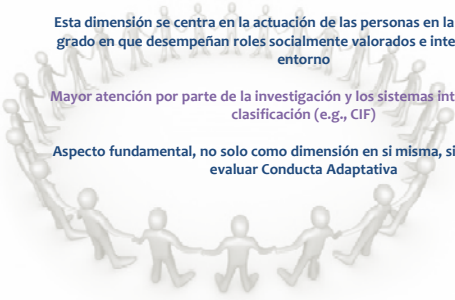 Esta dimensión se centra en la actuación de las personas en la
grado en que desempeñan roles socialmente valorados e inte
entorno
Mayor atención por parte de la investigación y los sistemas int
clasificación (e.g., CIF)
Aspecto fundamental, no solo como dimensión en si misma, si
evaluar Conducta Adaptativa